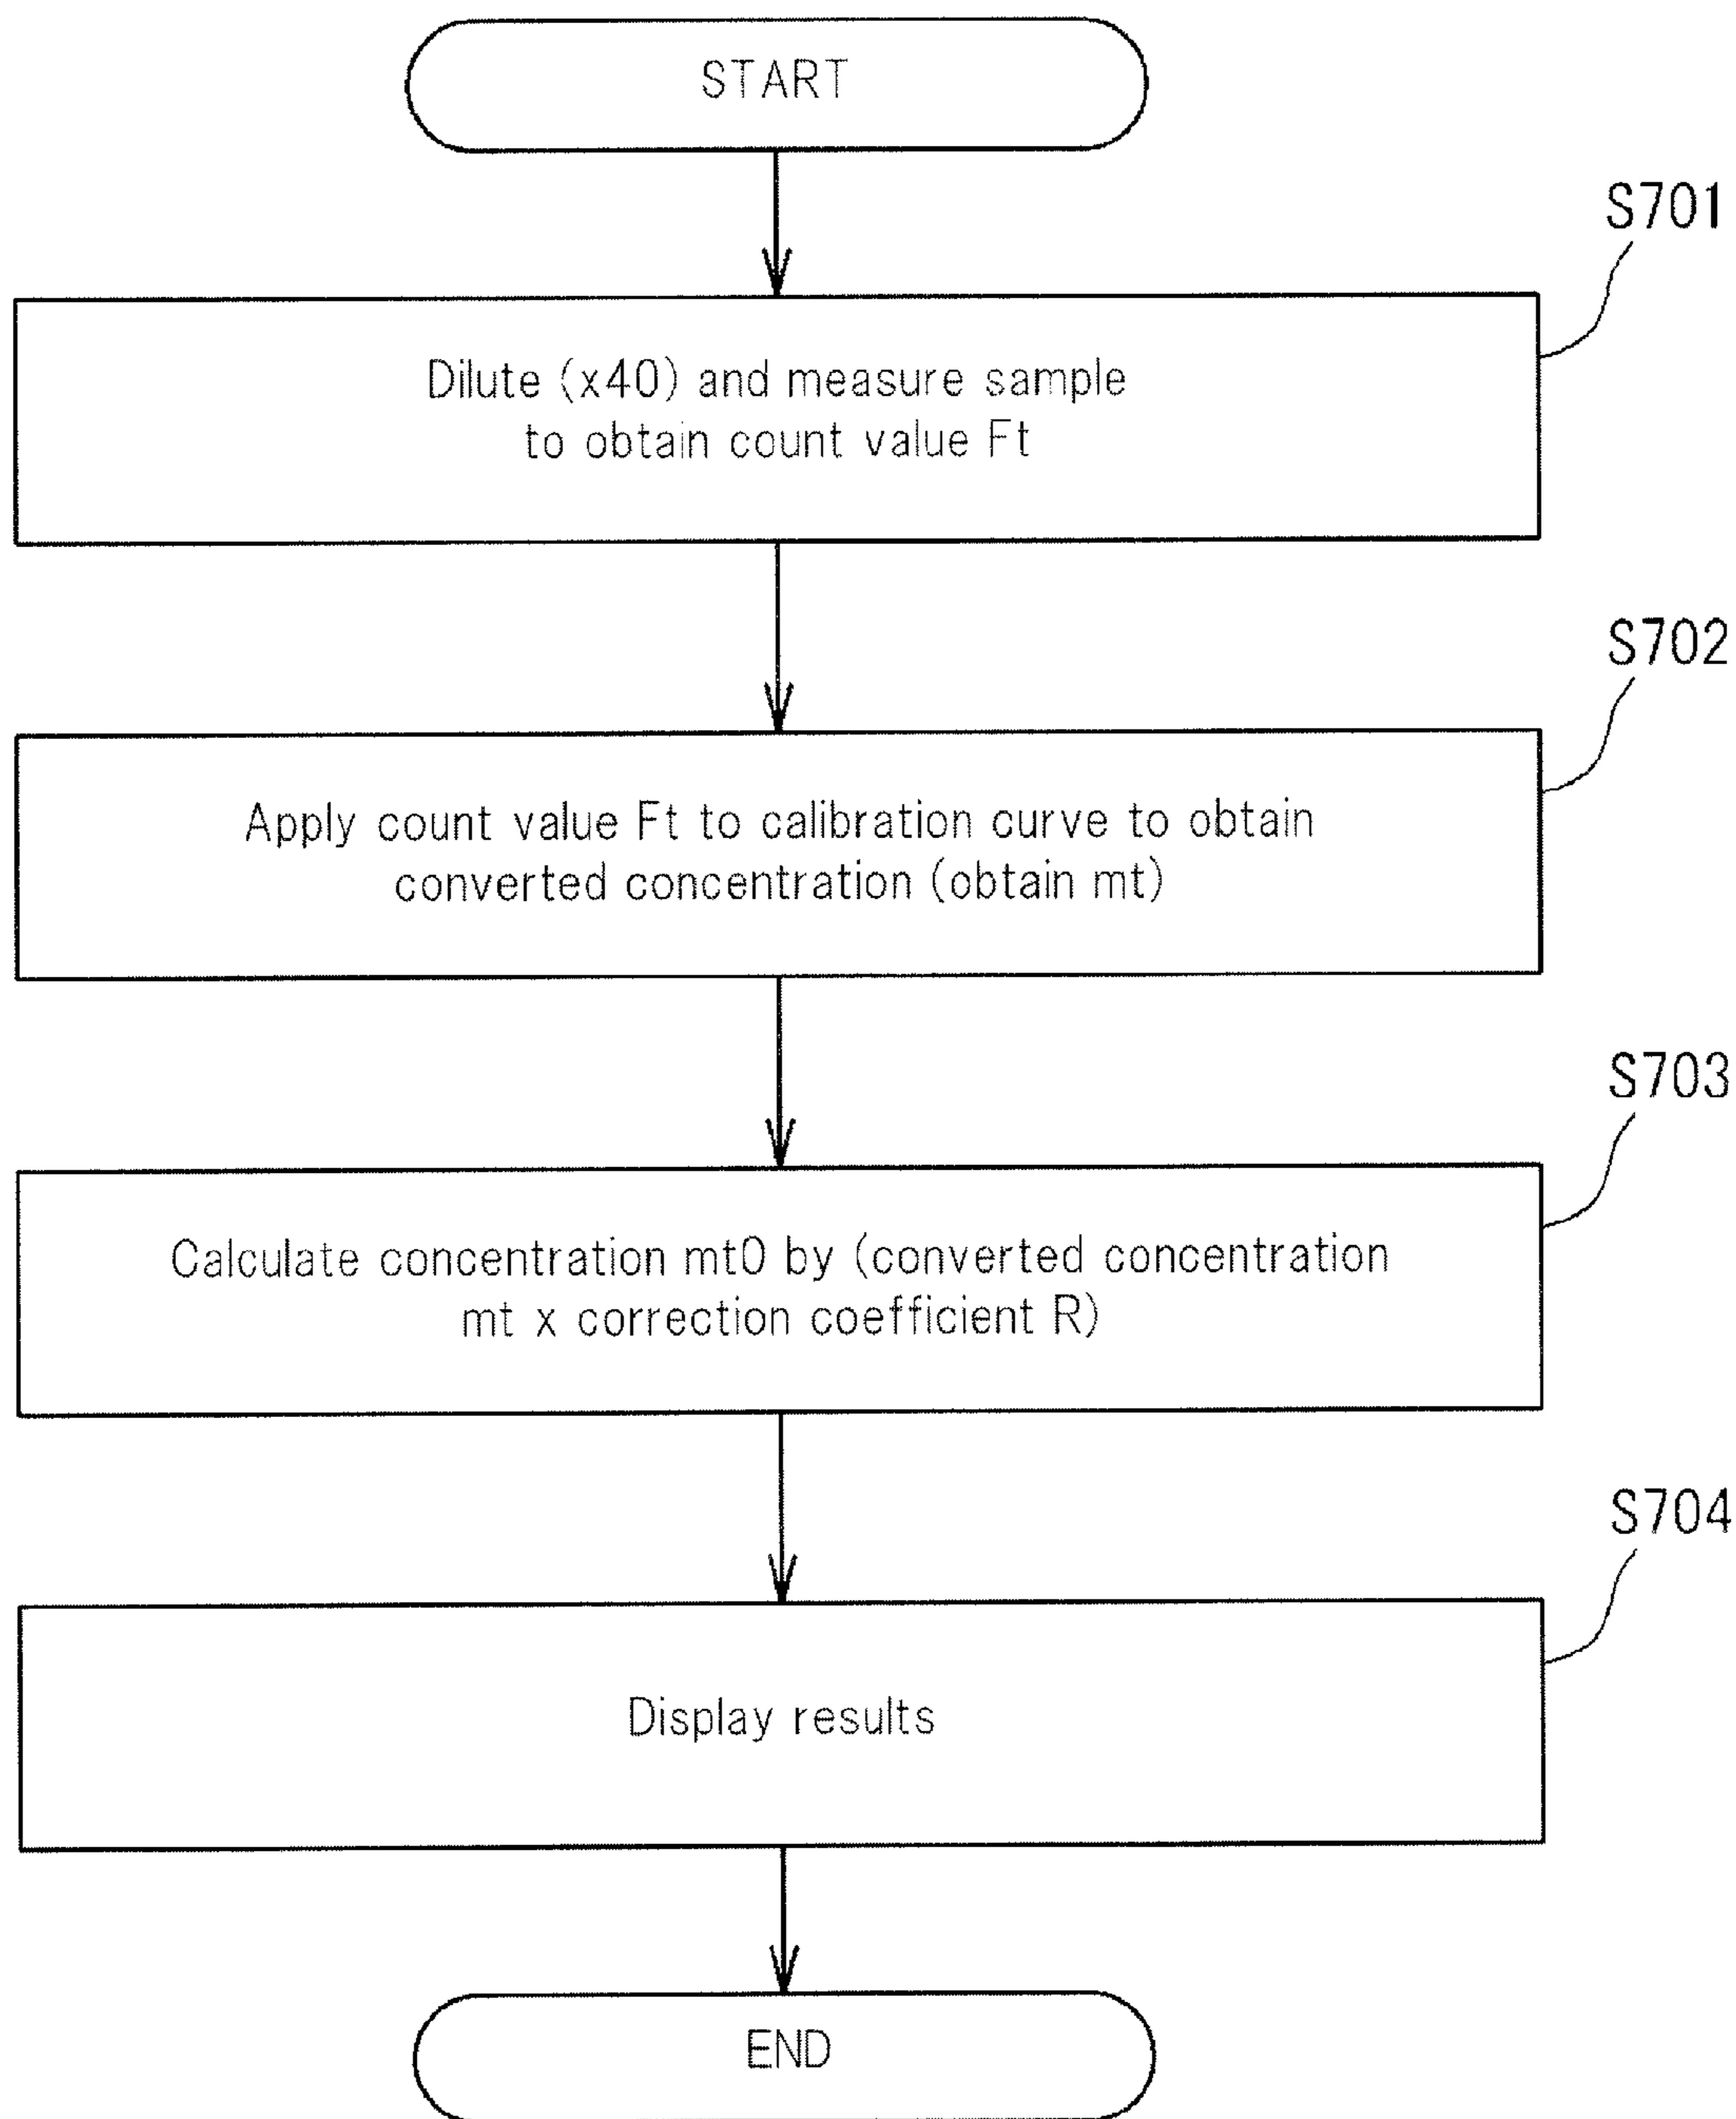 START
S701
Dilute (x40) and measure sample
to obtain count value Ft
S702
Apply count value Ft to calibration curve to obtain
converted concentration (obtain mt)
S703
Calculate concentration mt0 by (converted concentration
mt x correction coefficient R)
S704
Display results
END